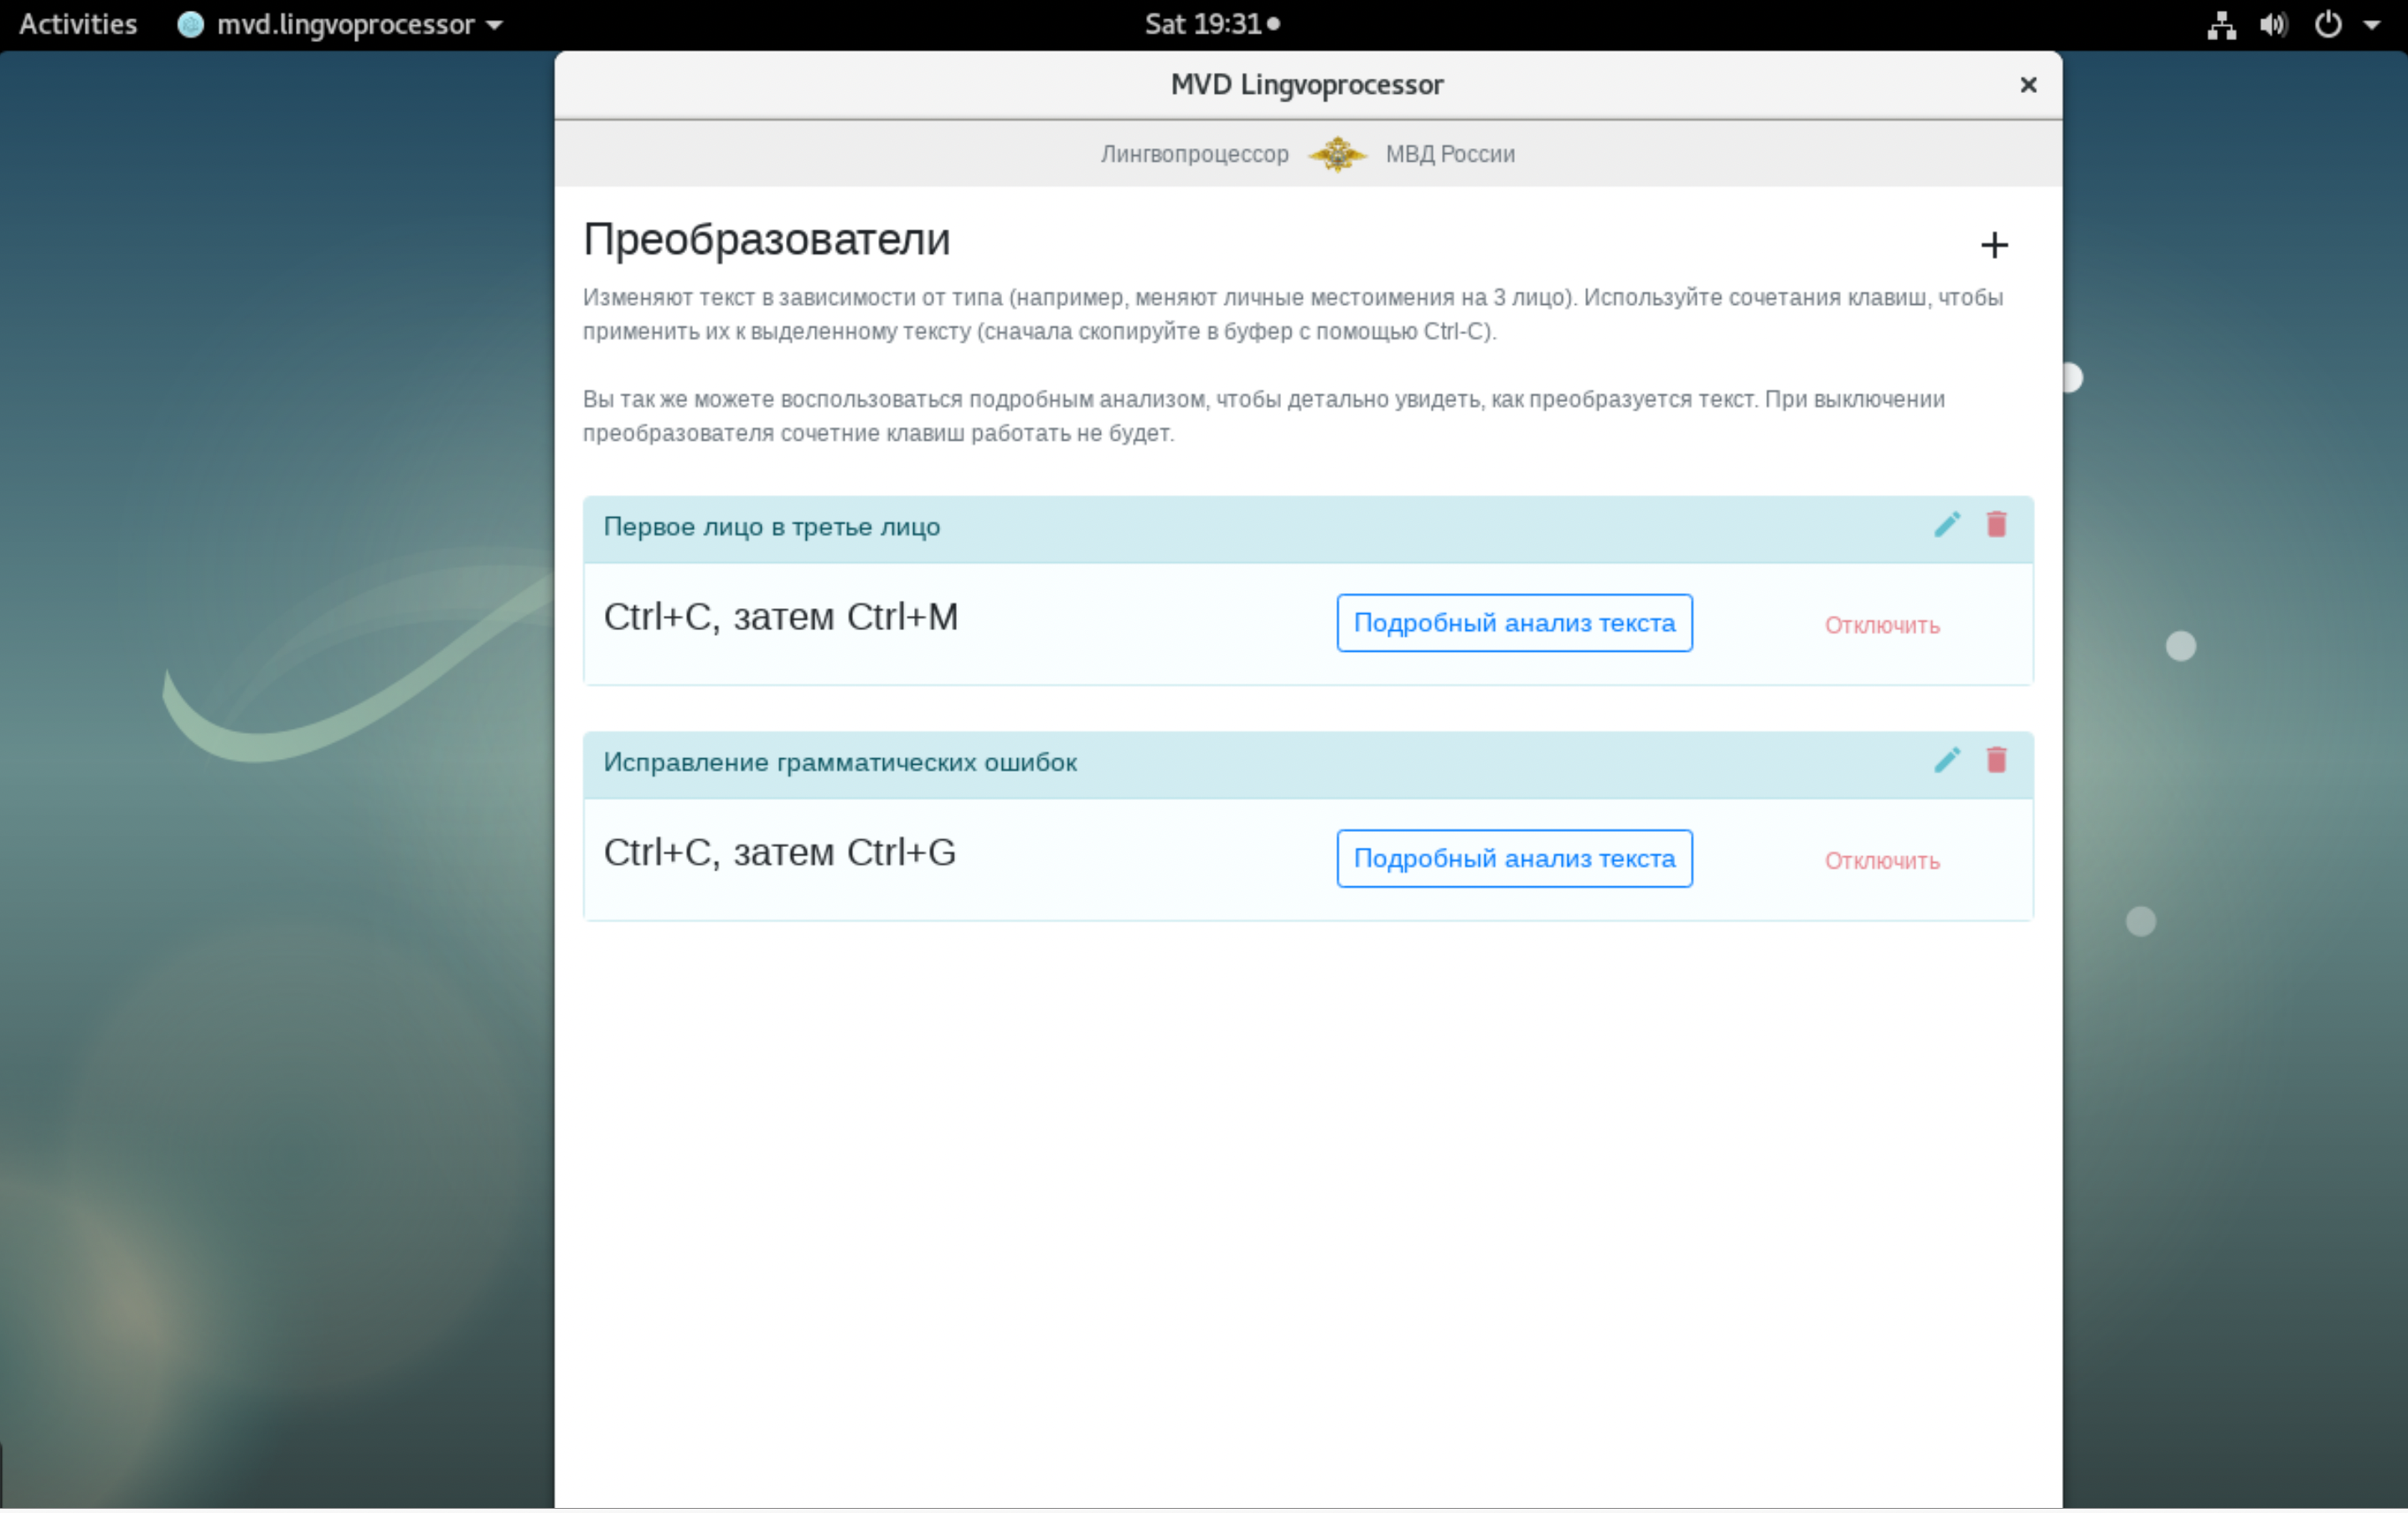 Activities mvd.lingvoprocessor Sat 19:31
MVD Lingvoprocessor
Лингвопроцессор МВД России
Преобразователи
Изменяют текст в зависимости от типа (например, меняют личные местоимения на 3 лицо). Используйте сочетания клавиш, чтобы
применить их к выделенному тексту (сначала скопируйте в буфер с помощью Ctrl-C).
Вы так же можете воспользоваться подробным анализом, чтобы детально увидеть, как преобразуется текст. При выключении
преобразователя сочетние клавиш работать не будет.
Первое лицо в третье лицо
Ctrl+C, затем Ctrl+M Подробный анализ текста Отключить
Исправление грамматических ошибок
Ctrl+C, затем Ctrl+G Подробный анализ текста Отключить